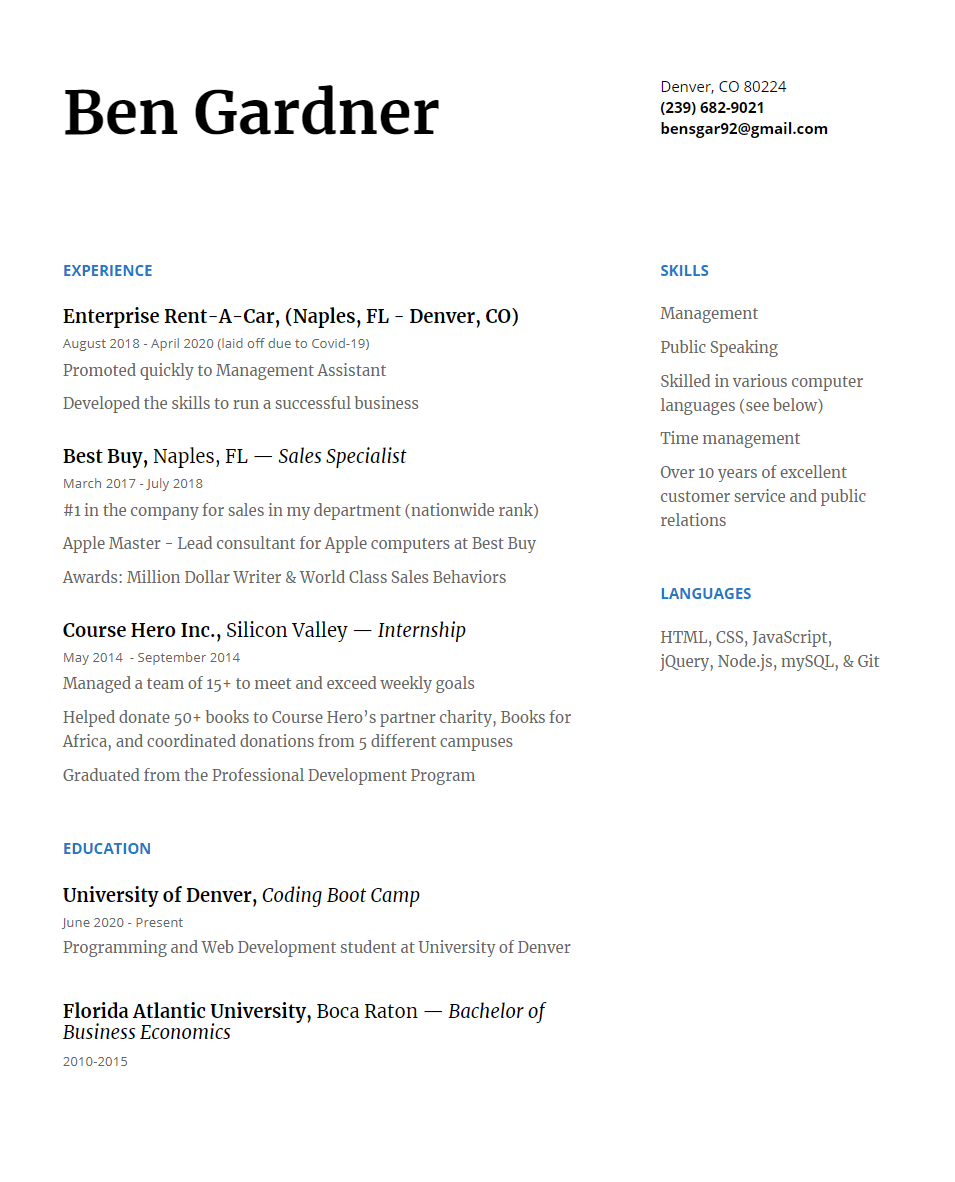 Ben Gardner
Denver, CO 80224
(239) 682-9021
bensgar92@gmail.com
EXPERIENCE
Enterprise Rent-A-Car, (Naples, FL - Denver, CO)
August 2018 - April 2020 (laid off due to Covid-19)
Promoted quickly to Management Assistant
Developed the skills to run a successful business
Best Buy, Naples, FL — Sales Specialist
March 2017 - July 2018
#1 in the company for sales in my department (nationwide rank)
Apple Master - Lead consultant for Apple computers at Best Buy
Awards: Million Dollar Writer & World Class Sales Behaviors
Course Hero Inc., Silicon Valley — Internship
May 2014  - September 2014
Managed a team of 15+ to meet and exceed weekly goals
Helped donate 50+ books to Course Hero’s partner charity, Books for
Africa, and coordinated donations from 5 different campuses
Graduated from the Professional Development Program
EDUCATION
University of Denver, Coding Boot Camp
June 2020 - Present
Programming and Web Development student at University of Denver
Florida Atlantic University, Boca Raton — Bachelor of
Business Economics
2010-2015
SKILLS
Management
Public Speaking
Skilled in various computer
languages (see below)
Time management
Over 10 years of excellent
customer service and public
relations
LANGUAGES
HTML, CSS, JavaScript,
jQuery, Node.js, mySQL, & Git